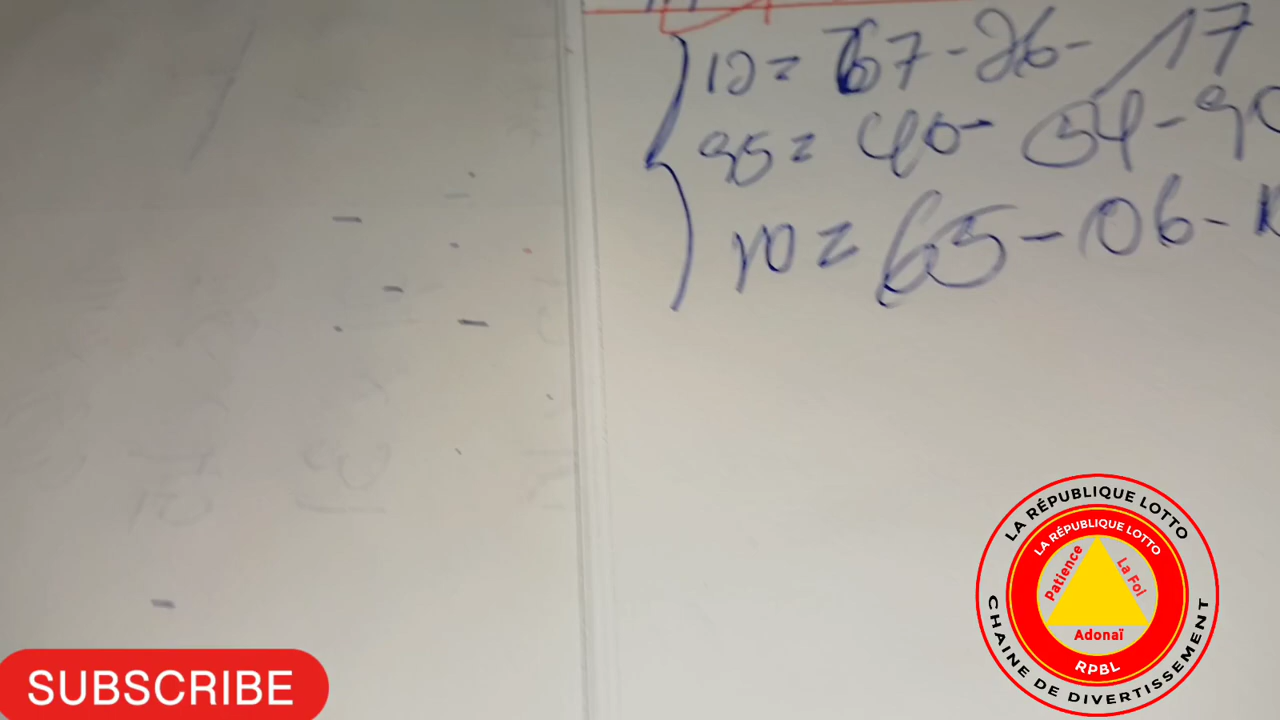 12 = 67 - 26 - 17
95 = 40 - 54 - 90
10 = 65 - 06 -
LA RÉPUBLIQUE LOTTO
LA RÉPUBLIQUE LOTTO
Patience
La Foi
Adonaï
RPBL
CHAINE DE DIVERTISSEMENT
SUBSCRIBE